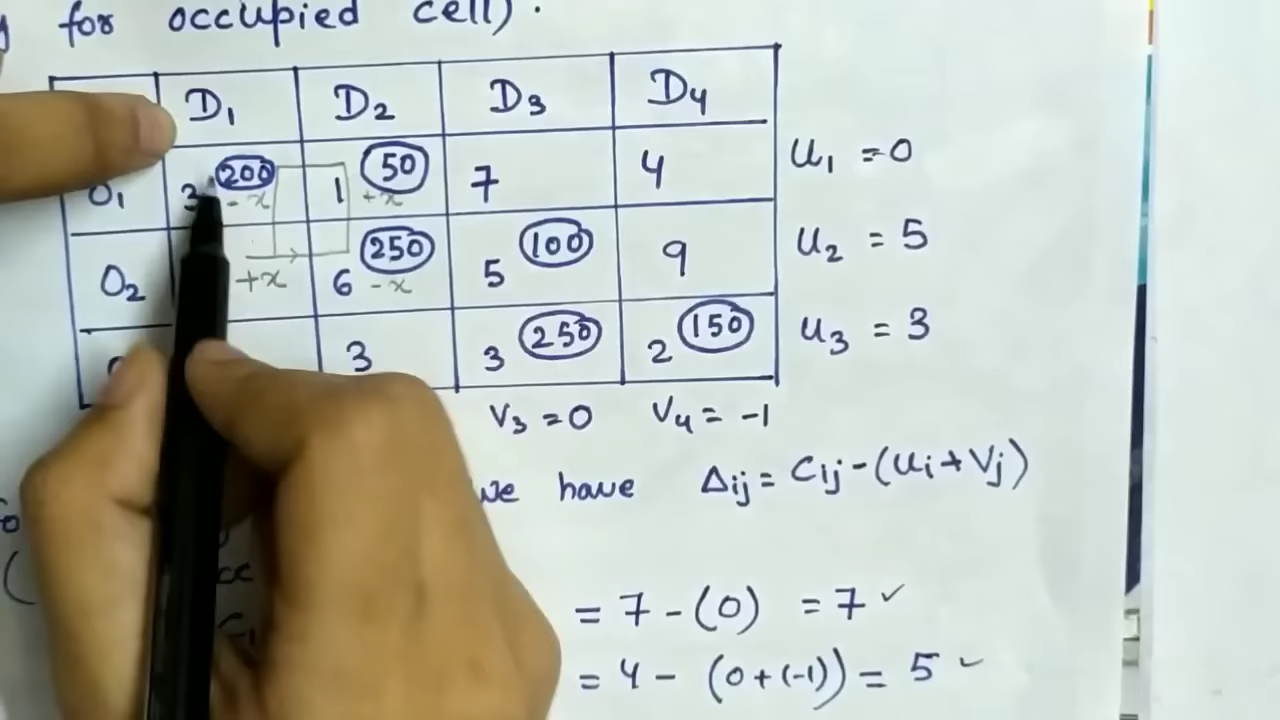 for occupied cell).
D1 D2 D3 D4
O1 3 200 - x 1 50 + x 7 4 U1 = 0
O2 +x 6 250 - x 5 100 9 U2 = 5
3 3 250 2 150 U3 = 3
V3 = 0 V4 = -1
we have Δij = Cij - (Ui + Vj)
= 7 - (0) = 7 ✓
= 4 - (0 + (-1)) = 5 ✓